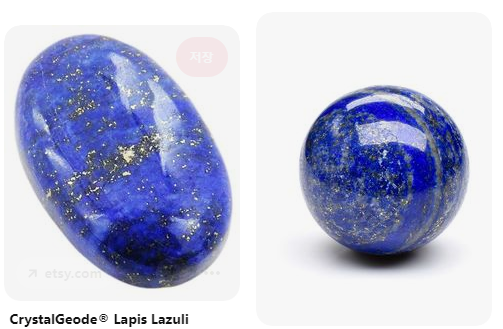 저장
etsy.com
CrystalGeode® Lapis Lazuli